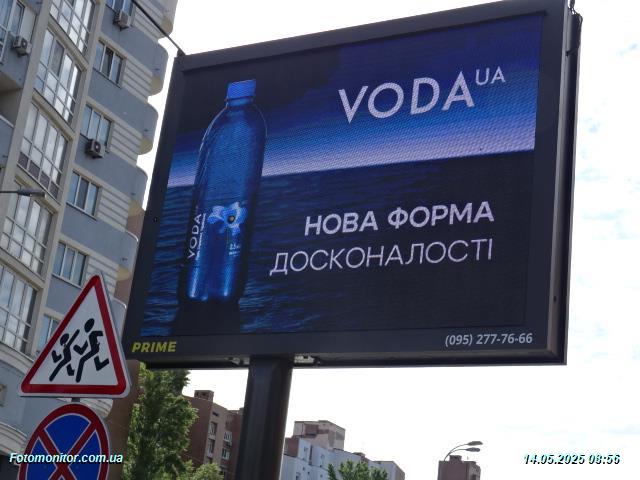 VODA UA
НОВА ФОРМА
ДОСКОНАЛОСТІ
VODA
PRIME
(095) 277-76-66
Fotomonitor.com.ua
14.05.2025 08:56